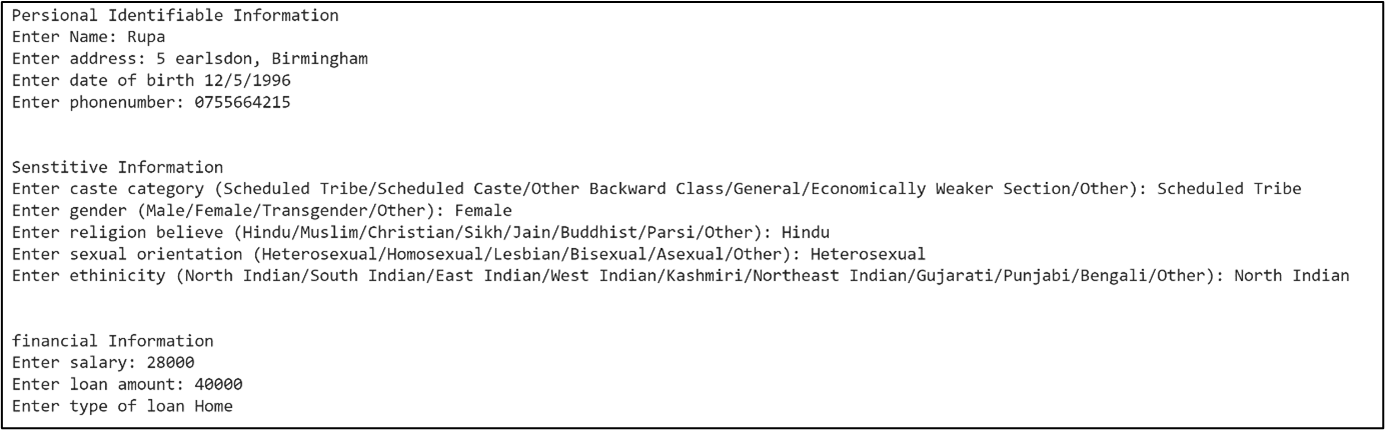 Personal Identifiable Information
Enter Name: Rupa
Enter address: 5 earlsdon, Birmingham
Enter date of birth 12/5/1996
Enter phonenumber: 0755664215
Senstitive Information
Enter caste category (Scheduled Tribe/Scheduled Caste/Other Backward Class/General/Economically Weaker Section/Other): Scheduled Tribe
Enter gender (Male/Female/Transgender/Other): Female
Enter religion believe (Hindu/Muslim/Christian/Sikh/Jain/Buddhist/Parsi/Other): Hindu
Enter sexual orientation (Heterosexual/Homosexual/Lesbian/Bisexual/Asexual/Other): Heterosexual
Enter ethinicity (North Indian/South Indian/East Indian/West Indian/Kashmiri/Northeast Indian/Gujarati/Punjabi/Bengali/Other): North Indian
financial Information
Enter salary: 28000
Enter loan amount: 40000
Enter type of loan Home